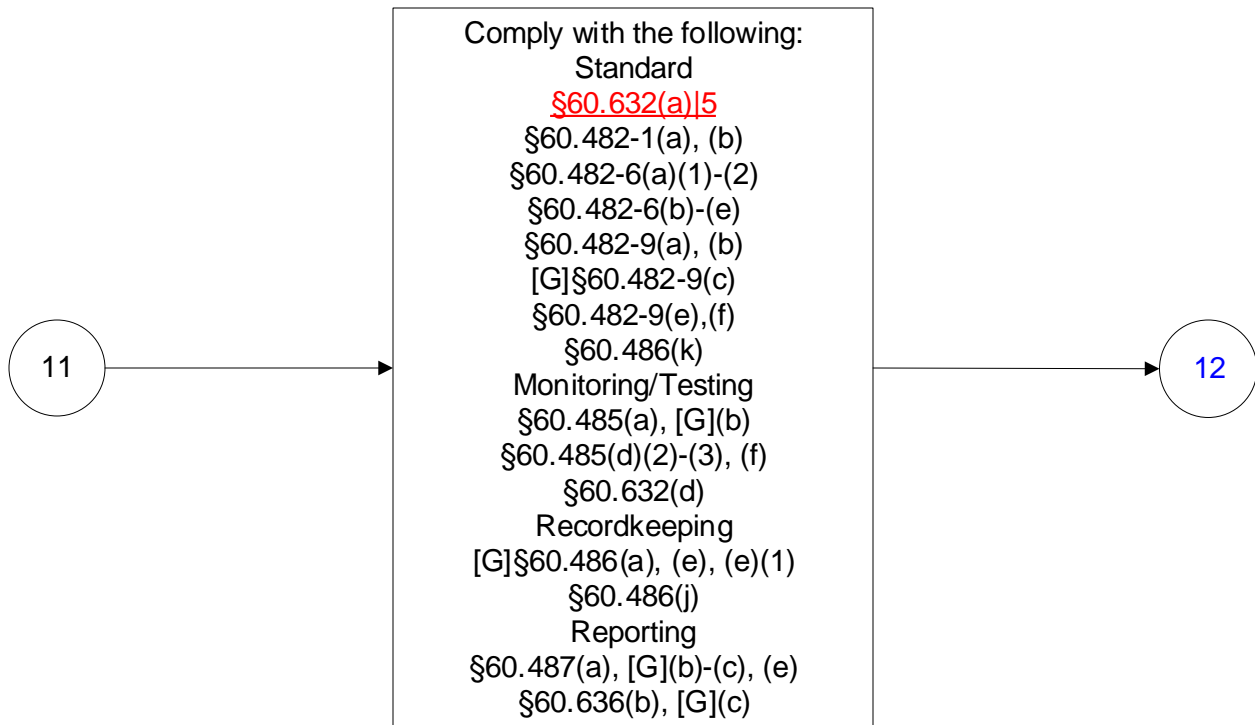 Comply with the following:
Standard
§60.632(a)|5
§60.482-1(a), (b)
§60.482-6(a)(1)-(2)
§60.482-6(b)-(e)
§60.482-9(a), (b)
[G]§60.482-9(c)
§60.482-9(e),(f)
§60.486(k)
Monitoring/Testing
§60.485(a), [G](b)
§60.485(d)(2)-(3), (f)
§60.632(d)
Recordkeeping
[G]§60.486(a), (e), (e)(1)
§60.486(j)
Reporting
§60.487(a), [G](b)-(c), (e)
§60.636(b), [G](c)
11
12